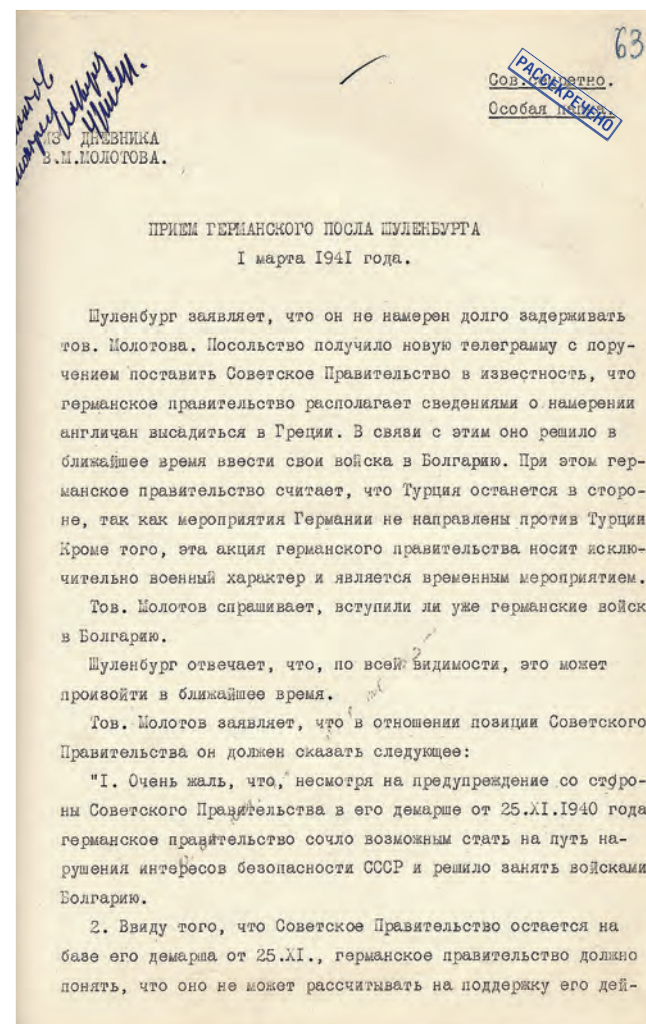 63
Сов.секретно.
Особая папка.
РАССЕКРЕЧЕНО
ИЗ ДНЕВНИКА
В.М.МОЛОТОВА.
ПРИЕМ ГЕРМАНСКОГО ПОСЛА ШУЛЕНБУРГА
I марта I94I года.
Шуленбург заявляет, что он не намерен долго задерживать
тов. Молотова. Посольство получило новую телеграмму с пору-
чением поставить Советское Правительство в известность, что
германское правительство располагает сведениями о намерении
англичан высадиться в Греции. В связи с этим оно решило в
ближайшее время ввести свои войска в Болгарию. При этом гер-
манское правительство считает, что Турция останется в сторо-
не, так как мероприятия Германии не направлены против Турции
Кроме того, эта акция германского правительства носит исклю-
чительно военный характер и является временным мероприятием.
Тов. Молотов спрашивает, вступили ли уже германские войск
в Болгарию.
Шуленбург отвечает, что, по всей видимости, это может
произойти в ближайшее время.
Тов. Молотов заявляет, что в отношении позиции Советского
Правительства он должен сказать следующее:
"I. Очень жаль, что, несмотря на предупреждение со сторо-
ны Советского Правительства в его демарше от 25.XI.I940 года
германское правительство сочло возможным стать на путь на-
рушения интересов безопасности СССР и решило занять войсками
Болгарию.
2. Ввиду того, что Советское Правительство остается на
базе его демарша от 25.XI., германское правительство должно
понять, что оно не может рассчитывать на поддержку его дей-